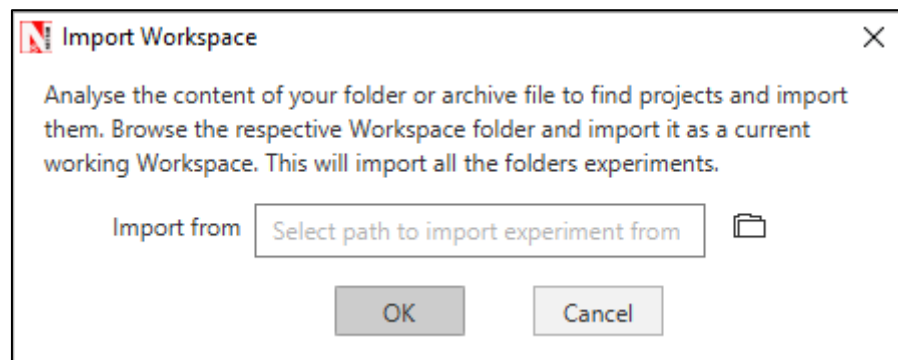 Import Workspace
Analyse the content of your folder or archive file to find projects and import
them. Browse the respective Workspace folder and import it as a current
working Workspace. This will import all the folders experiments.
Import from Select path to import experiment from
OK Cancel